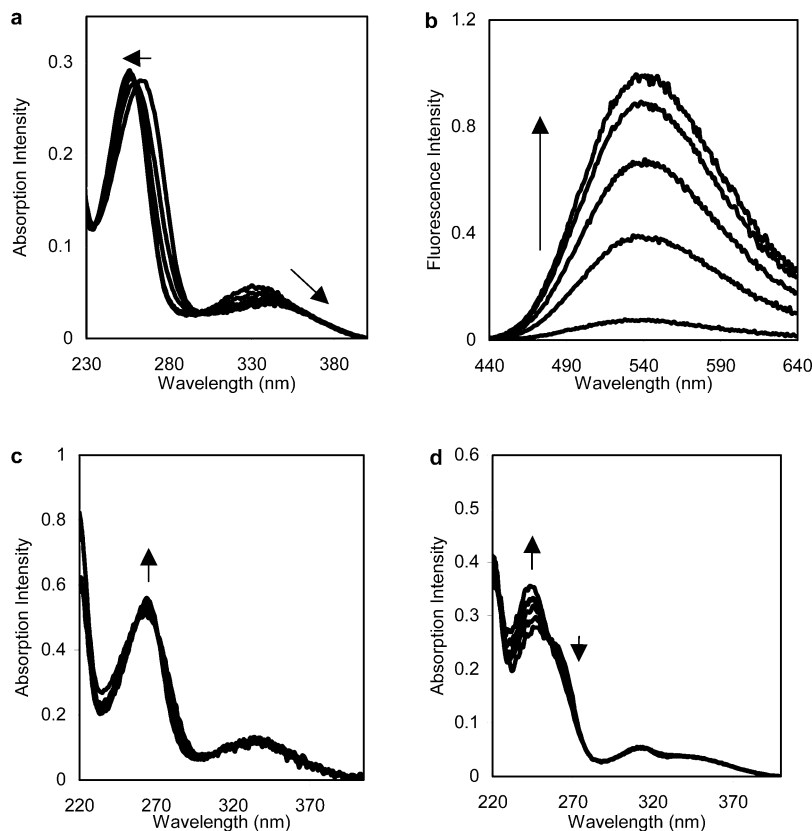 a
0.3
0.2
0.1
0
230 280 330 380
Wavelength (nm)
Absorption Intensity
b
1.2
0.8
0.4
0
440 490 540 590 640
Wavelength (nm)
Fluorescence Intensity
c
1
0.8
0.6
0.4
0.2
0
220 270 320 370
Wavelength (nm)
Absorption Intensity
d
0.6
0.5
0.4
0.3
0.2
0.1
0
220 270 320 370
Wavelength (nm)
Absorption Intensity